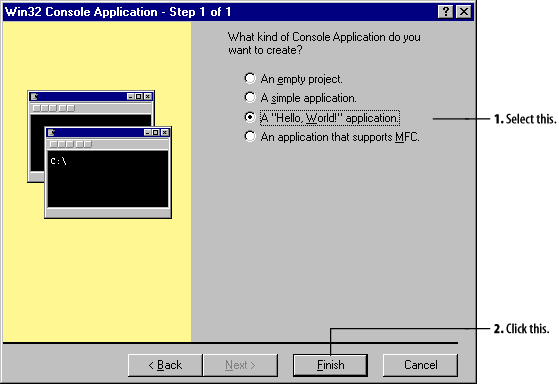 Win32 Console Application - Step 1 of 1
What kind of Console Application do you
want to create?
An empty project.
A simple application.
A "Hello, World!" application.
An application that supports MFC.
1. Select this.
C:\
2. Click this.
< Back
Next >
Finish
Cancel